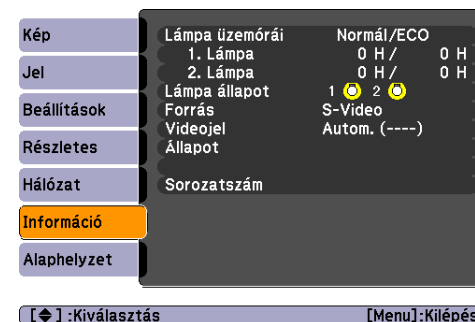 Kép
Jel
Beállítások
Részletes
Hálózat
Információ
Alaphelyzet
Lámpa üzemórái Normál/ECO
1. Lámpa 0 H / 0 H
2. Lámpa 0 H / 0 H
Lámpa állapot 1 2
Forrás S-Video
Videojel Autom. (----)
Állapot
Sorozatszám
[ ] :Kiválasztás [Menu]:Kilépés